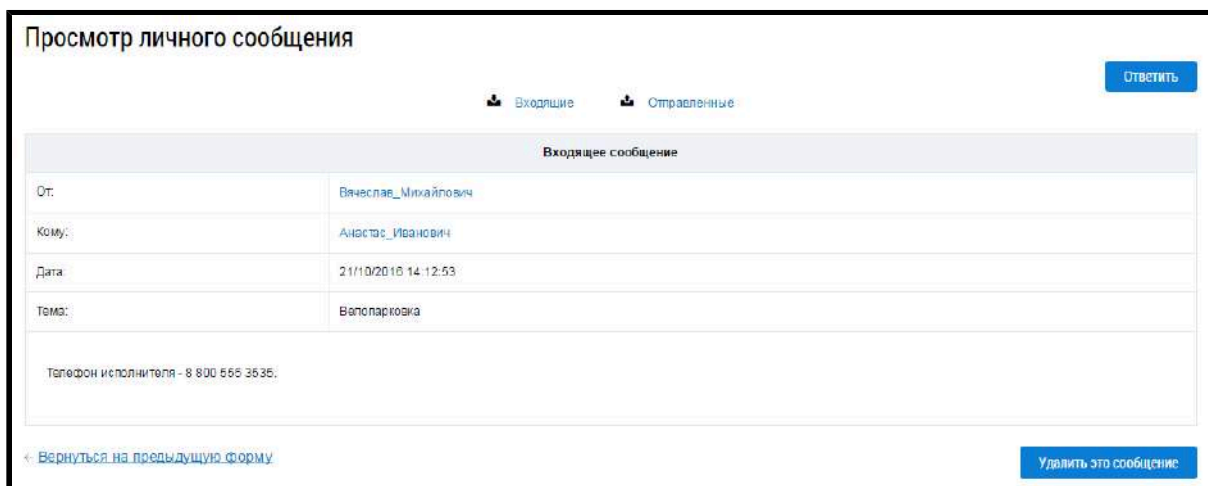 Просмотр личного сообщения
Ответить
Входящие Отправленные
Входящее сообщение
От: Вячеслав_Михайлович
Кому: Анастас_Иванович
Дата: 21/10/2016 14:12:53
Тема: Велопарковка
Телефон исполнителя - 8 800 555 3535.
← Вернуться на предыдущую форму
Удалить это сообщение